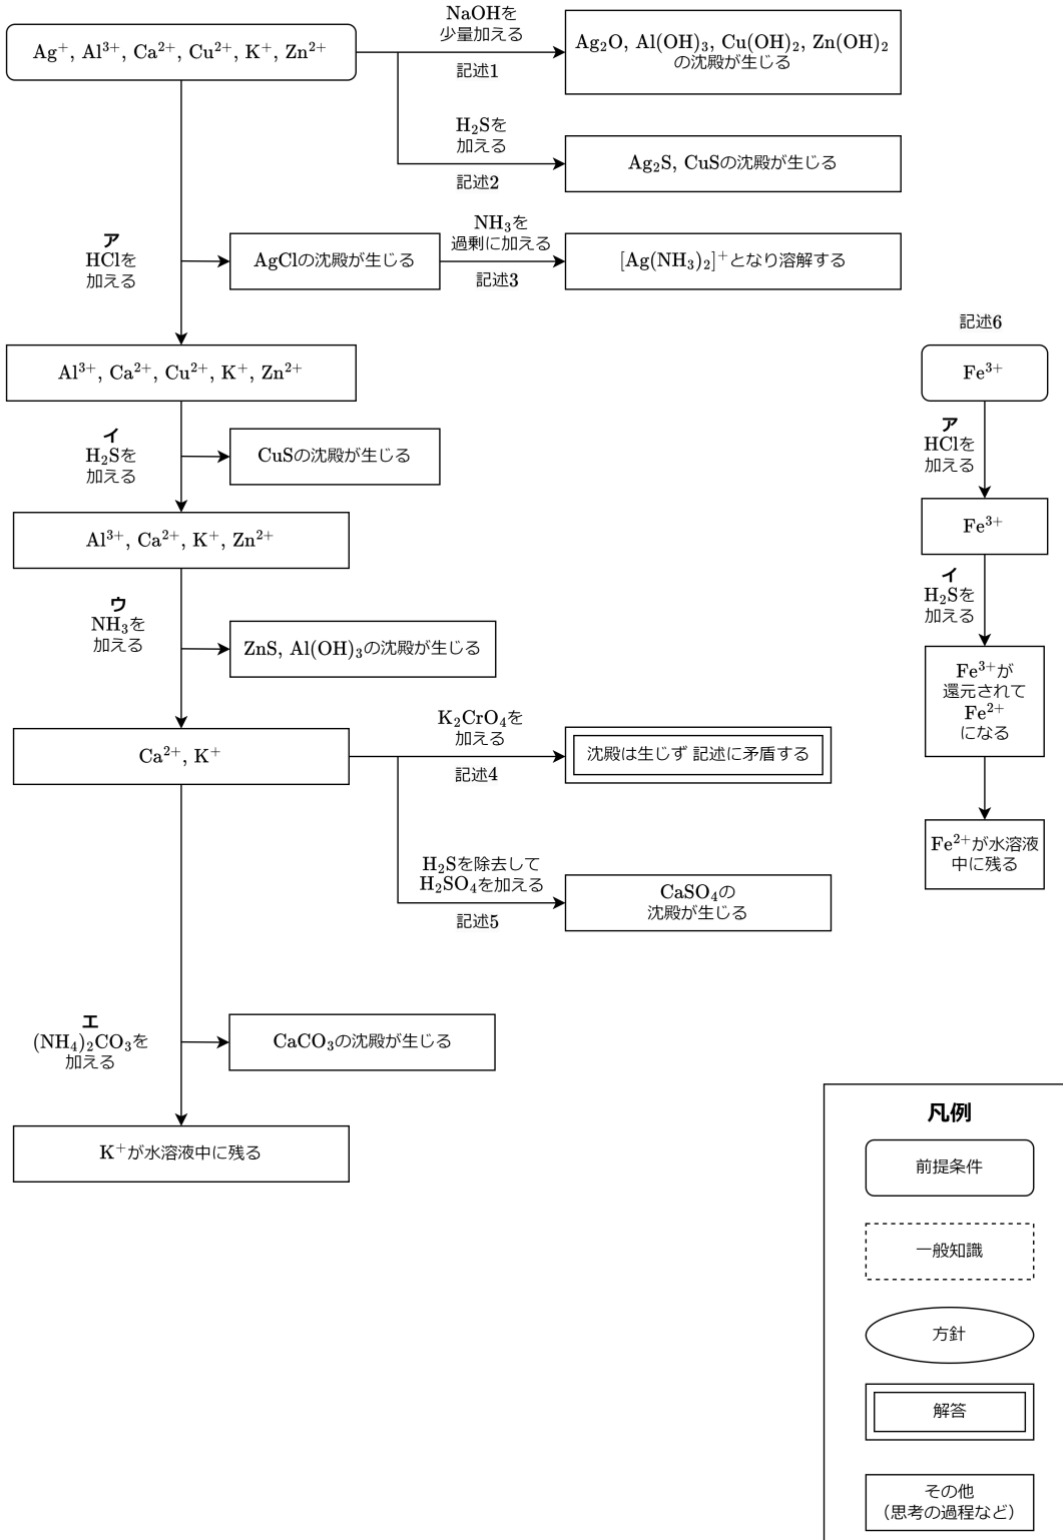 Ag⁺, Al³⁺, Ca²⁺, Cu²⁺, K⁺, Zn²⁺
NaOHを
少量加える
記述1
Ag₂O, Al(OH)₃, Cu(OH)₂, Zn(OH)₂
の沈殿が生じる
H₂Sを
加える
記述2
Ag₂S, CuSの沈殿が生じる
ア
HClを
加える
AgClの沈殿が生じる
NH₃を
過剰に加える
記述3
[Ag(NH₃)₂]⁺となり溶解する
Al³⁺, Ca²⁺, Cu²⁺, K⁺, Zn²⁺
イ
H₂Sを
加える
CuSの沈殿が生じる
Al³⁺, Ca²⁺, K⁺, Zn²⁺
ウ
NH₃を
加える
ZnS, Al(OH)₃の沈殿が生じる
Ca²⁺, K⁺
K₂CrO₄を
加える
記述4
沈殿は生じず 記述に矛盾する
H₂Sを除去して
H₂SO₄を加える
記述5
CaSO₄の
沈殿が生じる
エ
(NH₄)₂CO₃を
加える
CaCO₃の沈殿が生じる
K⁺が水溶液中に残る
記述6
Fe³⁺
ア
HClを
加える
Fe³⁺
イ
H₂Sを
加える
Fe³⁺が
還元されて
Fe²⁺
になる
Fe²⁺が水溶液
中に残る
凡例
前提条件
一般知識
方針
解答
その他
（思考の過程など）